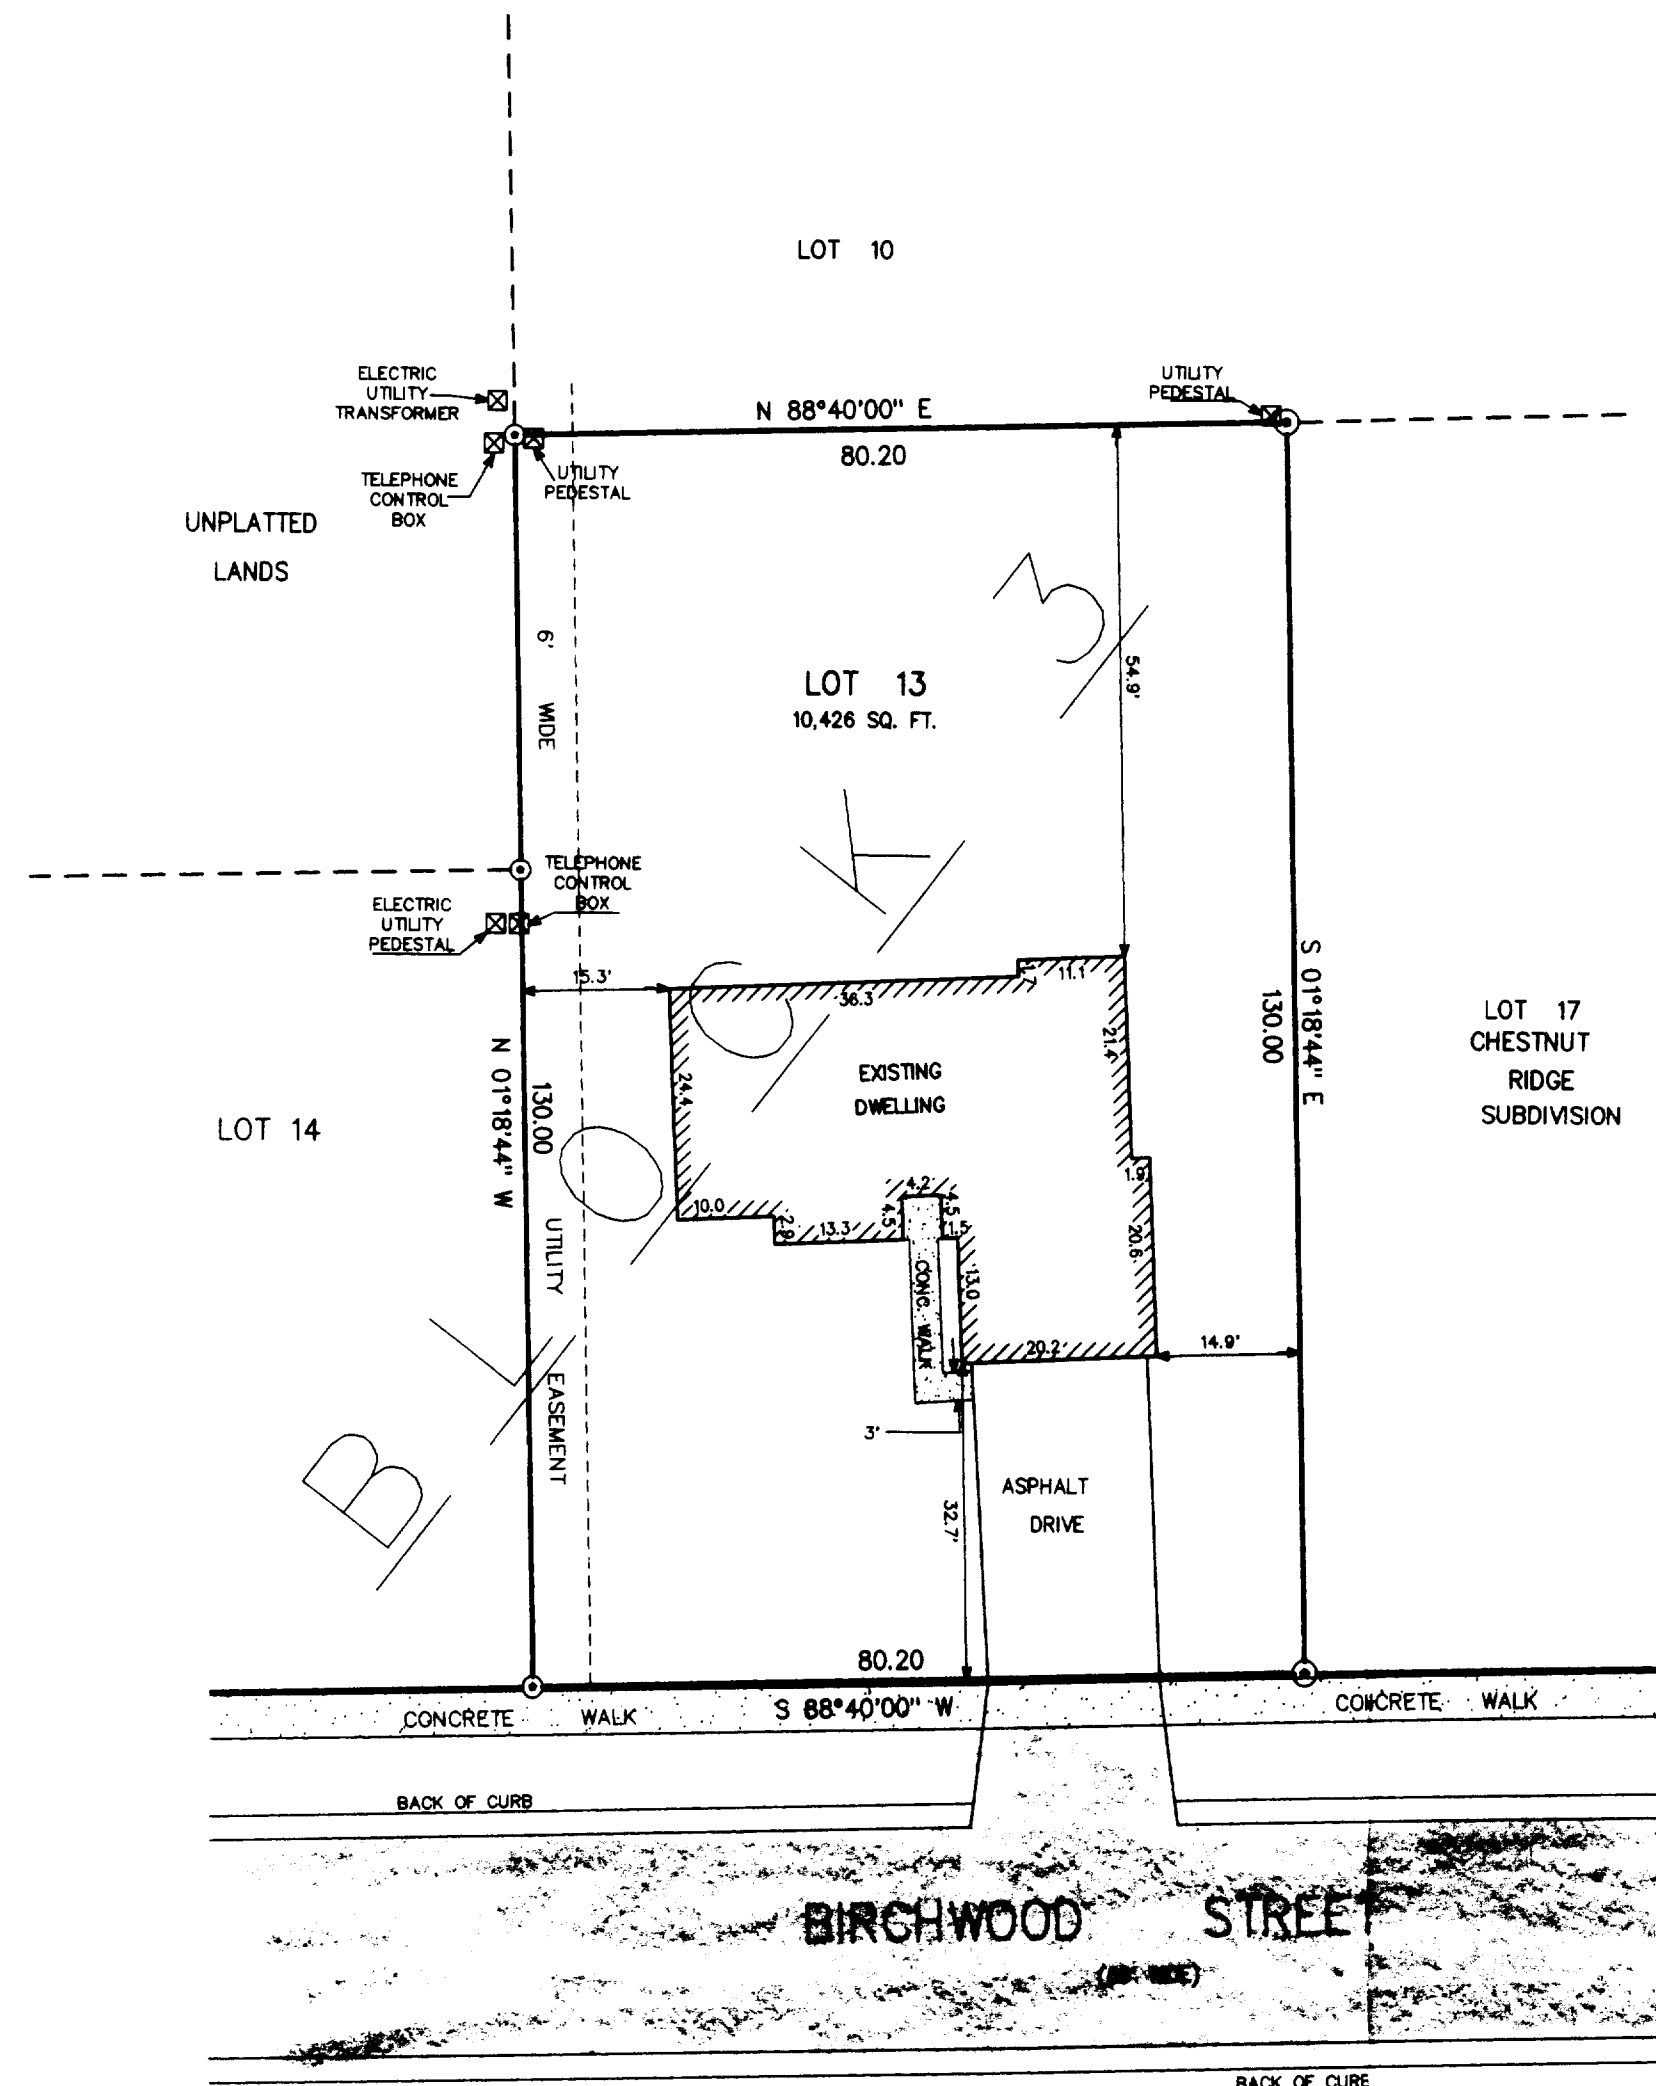 LOT 10
ELECTRIC
UTILITY
TRANSFORMER
UTILITY
PEDESTAL
N 88°40'00" E
80.20
TELEPHONE
CONTROL
BOX
UTILITY
PEDESTAL
UNPLATTED
LANDS
6' WIDE UTILITY EASEMENT
LOT 13
10,426 SQ. FT.
54.9'
BLOCK 3
TELEPHONE
CONTROL
BOX
ELECTRIC
UTILITY
PEDESTAL
15.3'
36.3
1.7
11.1
S 01°18'44" E
130.00
LOT 17
CHESTNUT
RIDGE
SUBDIVISION
N 01°18'44" W
130.00
24.4
21.4
EXISTING
DWELLING
LOT 14
10.0
2.8
13.3
4.5
4.2
4.5
1.5
1.9
20.6
13.0
CONC. WALK
20.2
14.9'
3'
32.7'
ASPHALT
DRIVE
80.20
S 88°40'00" W
CONCRETE WALK
CONCRETE WALK
BACK OF CURB
BIRCHWOOD STREET
BACK OF CURB